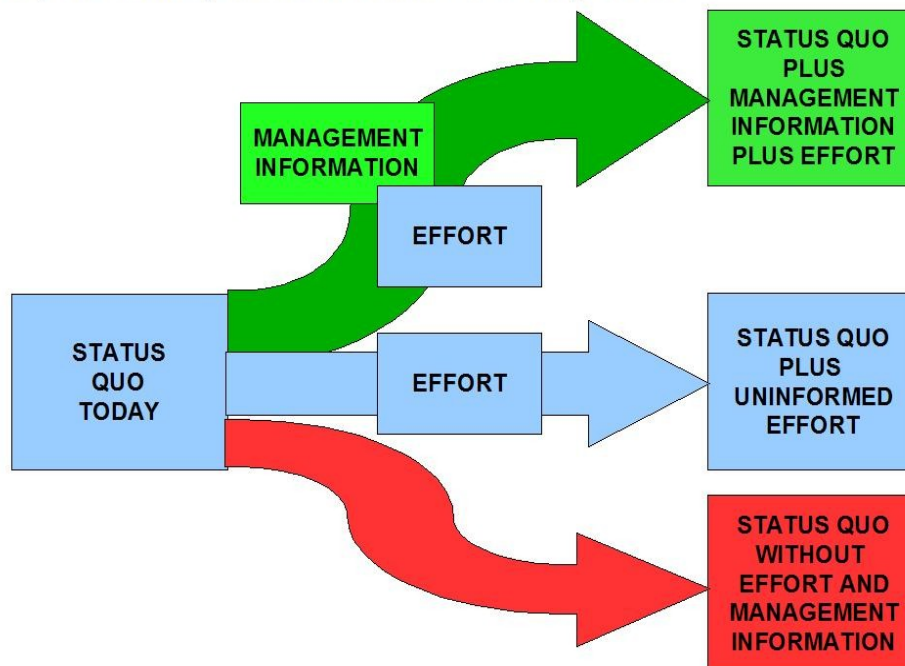 STATUS QUO
PLUS
MANAGEMENT
INFORMATION
PLUS EFFORT
MANAGEMENT
INFORMATION
EFFORT
STATUS
QUO
TODAY
EFFORT
STATUS QUO
PLUS
UNINFORMED
EFFORT
STATUS QUO
WITHOUT
EFFORT AND
MANAGEMENT
INFORMATION